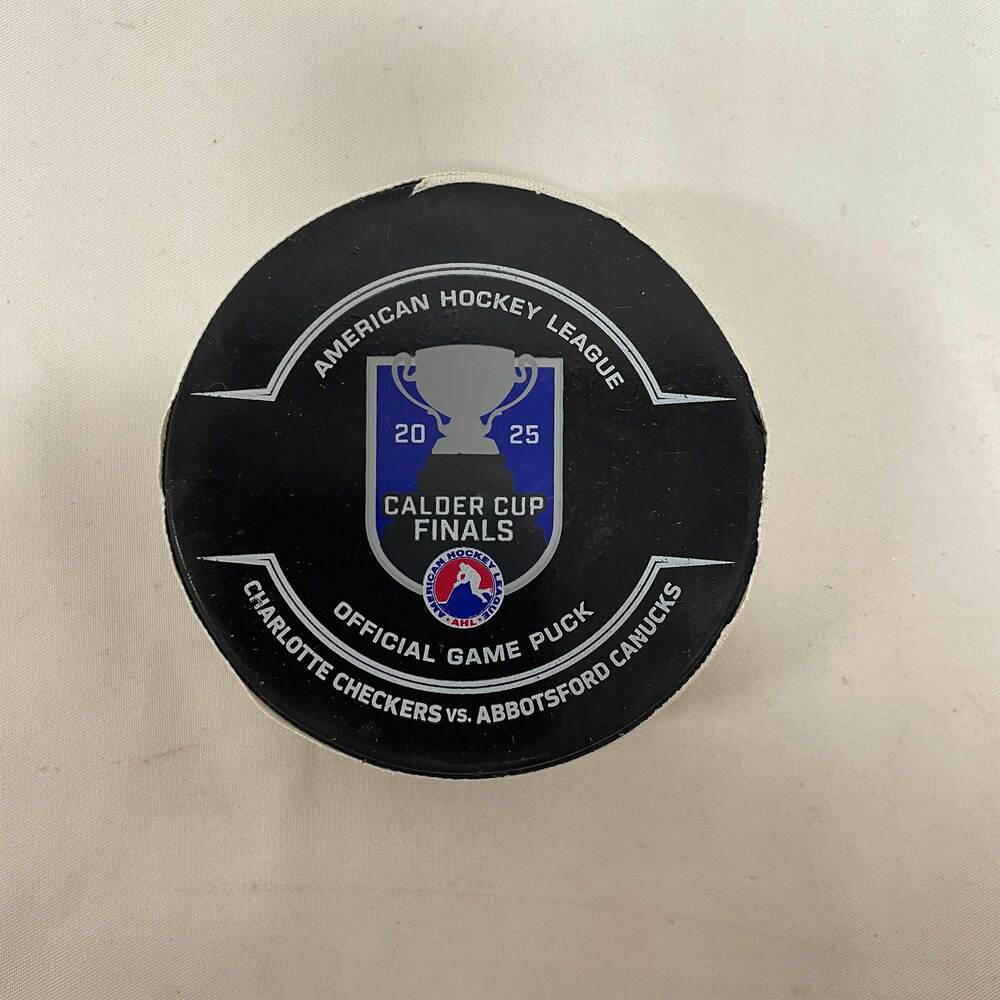 AMERICAN HOCKEY LEAGUE
20 25
CALDER CUP
FINALS
AMERICAN HOCKEY LEAGUE
• AHL •
OFFICIAL GAME PUCK
CHARLOTTE CHECKERS VS. ABBOTSFORD CANUCKS